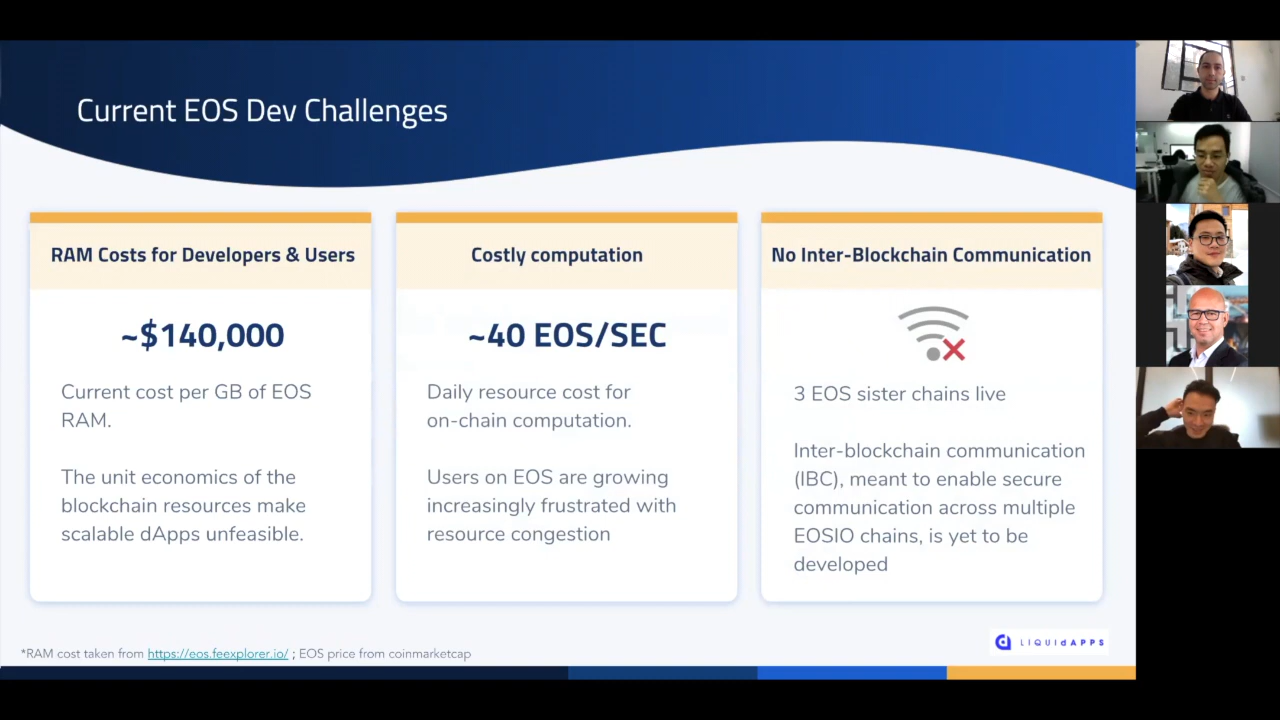 Current EOS Dev Challenges
RAM Costs for Developers & Users
~$140,000
Current cost per GB of EOS
RAM.
The unit economics of the
blockchain resources make
scalable dApps unfeasible.
Costly computation
~40 EOS/SEC
Daily resource cost for
on-chain computation.
Users on EOS are growing
increasingly frustrated with
resource congestion
No Inter-Blockchain Communication
3 EOS sister chains live
Inter-blockchain communication
(IBC), meant to enable secure
communication across multiple
EOSIO chains, is yet to be
developed
*RAM cost taken from https://eos.feexplorer.io/ ; EOS price from coinmarketcap
LIQUIdAPPS